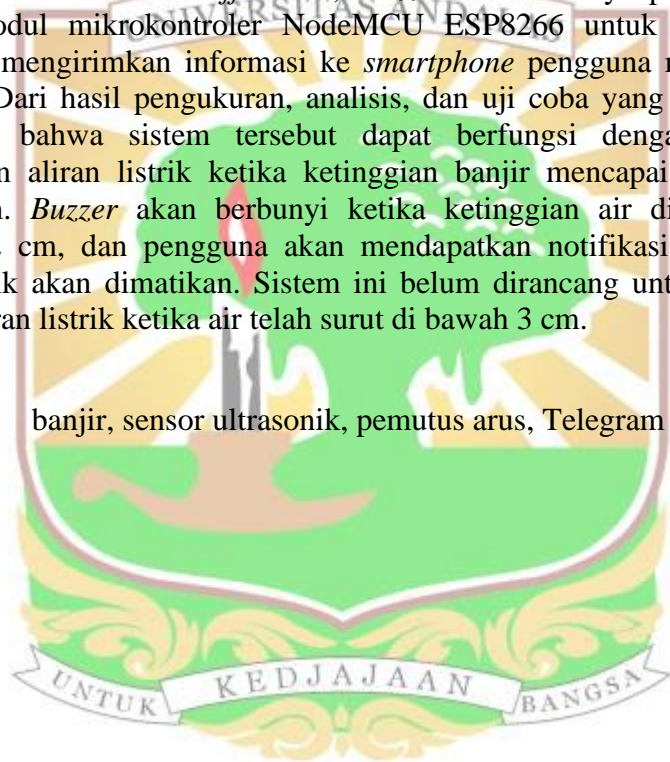 UNIVERSITAS ANDALAS
modul mikrokontroler NodeMCU ESP8266 untuk
mengirimkan informasi ke smartphone pengguna
Dari hasil pengukuran, analisis, dan uji coba yang
bahwa sistem tersebut dapat berfungsi
aliran listrik ketika ketinggian banjir mencapai
Buzzer akan berbunyi ketika ketinggian air
cm, dan pengguna akan mendapatkan notifikasi
akan dimatikan. Sistem ini belum dirancang
listrik ketika air telah surut di bawah 3 cm.
banjir, sensor ultrasonik, pemutus arus, Telegram
UNTUK KEDJAJAAN BANGSA